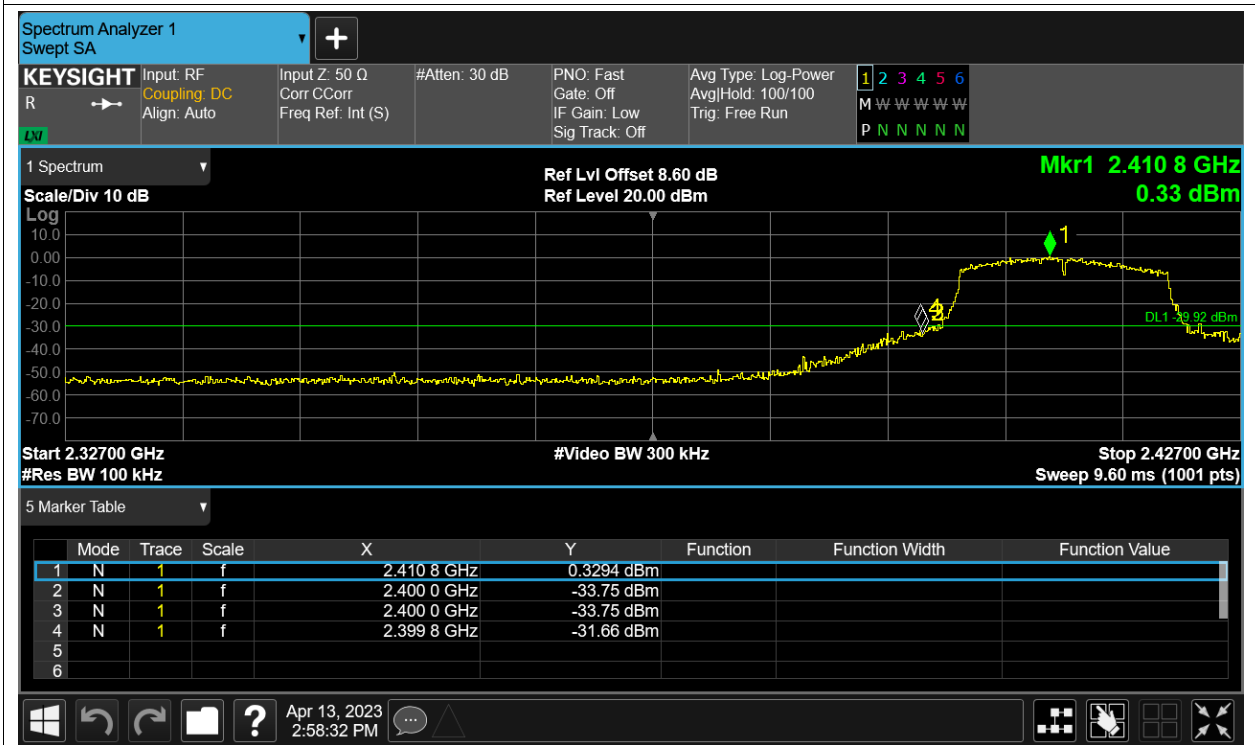 Spectrum Analyzer 1
Swept SA
KEYSIGHT
R
LXI
Input: RF
Coupling: DC
Align: Auto
Input Z: 50 Ω
Corr CCorr
Freq Ref: Int (S)
#Atten: 30 dB
PNO: Fast
Gate: Off
IF Gain: Low
Sig Track: Off
Avg Type: Log-Power
Avg|Hold: 100/100
Trig: Free Run
1 2 3 4 5 6
M W W W W W W
P N N N N N N
1 Spectrum
Scale/Div 10 dB
Ref Lvl Offset 8.60 dB
Ref Level 20.00 dBm
Mkr1 2.410 8 GHz
0.33 dBm
Log
10.0
0.00
-10.0
-20.0
-30.0
-40.0
-50.0
-60.0
-70.0
1
DL1 -29.92 dBm
Start 2.32700 GHz
#Video BW 300 kHz
Stop 2.42700 GHz
#Res BW 100 kHz
Sweep 9.60 ms (1001 pts)
5 Marker Table
Mode Trace Scale X Y Function Function Width Function Value
1 N 1 f 2.410 8 GHz 0.3294 dBm
2 N 1 f 2.400 0 GHz -33.75 dBm
3 N 1 f 2.400 0 GHz -33.75 dBm
4 N 1 f 2.399 8 GHz -31.66 dBm
5
6
?
Apr 13, 2023
2:58:32 PM